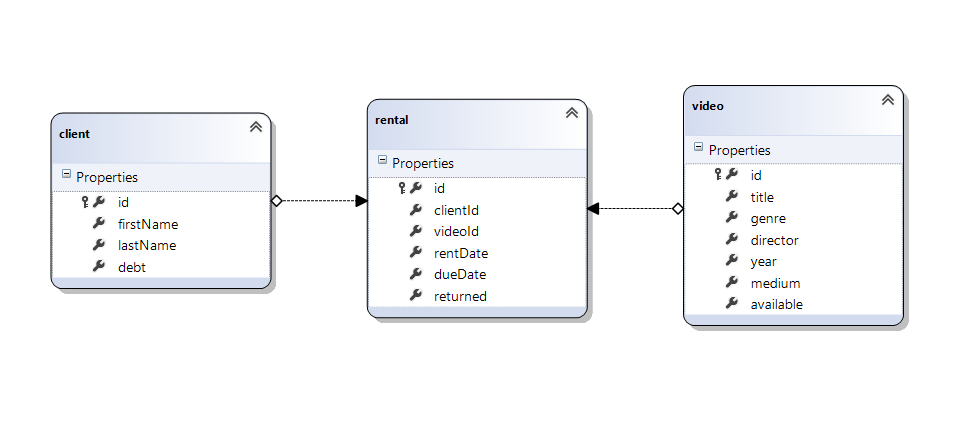 client
Properties
id
firstName
lastName
debt
rental
Properties
id
clientId
videoId
rentDate
dueDate
returned
video
Properties
id
title
genre
director
year
medium
available